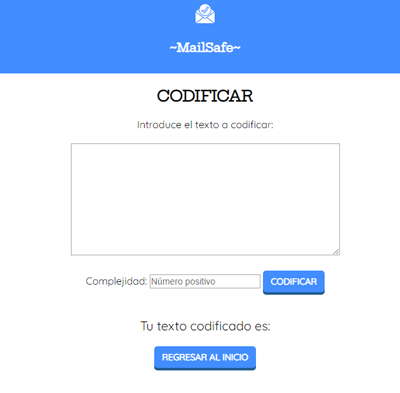 ~MailSafe~
CODIFICAR
Introduce el texto a codificar:
Complejidad: Número positivo CODIFICAR
Tu texto codificado es:
REGRESAR AL INICIO